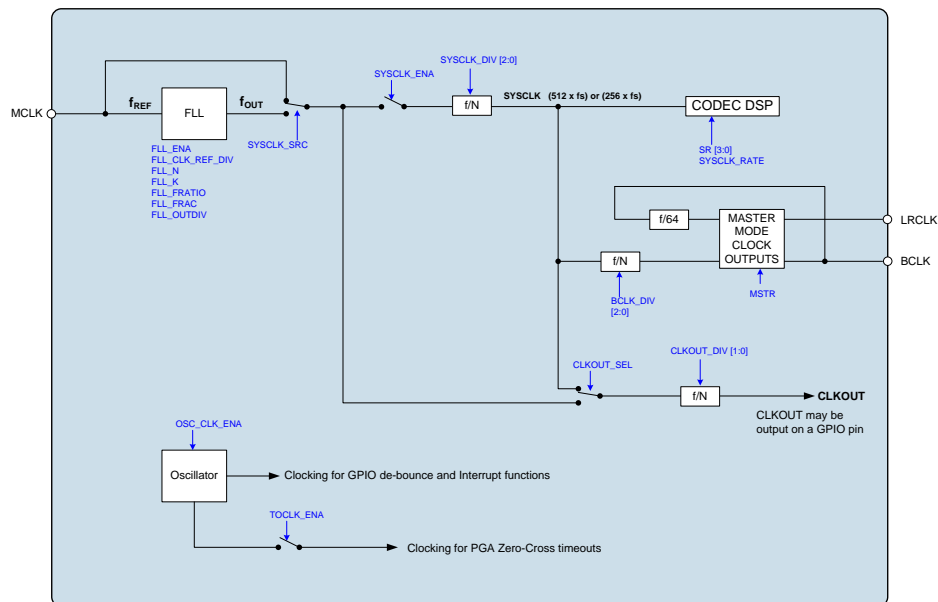 SYSCLK_DIV [2:0]
SYSCLK_ENA
MCLK
fREF
FLL
fOUT
f/N
SYSCLK (512 x fs) or (256 x fs)
CODEC DSP
SYSCLK_SRC
FLL_ENA
FLL_CLK_REF_DIV
FLL_N
FLL_K
FLL_FRATIO
FLL_FRAC
FLL_OUTDIV
SR [3:0]
SYSCLK_RATE
f/64
MASTER
MODE
CLOCK
OUTPUTS
LRCLK
f/N
BCLK
BCLK_DIV
[2:0]
MSTR
CLKOUT_SEL
CLKOUT_DIV [1:0]
f/N
CLKOUT
CLKOUT may be
output on a GPIO pin
OSC_CLK_ENA
Oscillator
Clocking for GPIO de-bounce and Interrupt functions
TOCLK_ENA
Clocking for PGA Zero-Cross timeouts